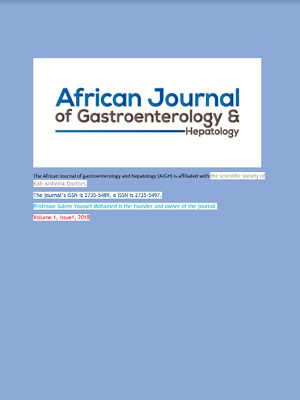 African Journal
of Gastroenterology &
Hepatology
The African Journal of gastroenterology and hepatology (AJGH) is affiliated with the scientific society of
Kafr Alsheihk Doctors.
The journal's ISSN is 2735-5489, e ISSN is 2735-5497.
Professor Salem Youssef Mohamed is the founder and owner of the journal.
Volume 1, Issue1, 2018